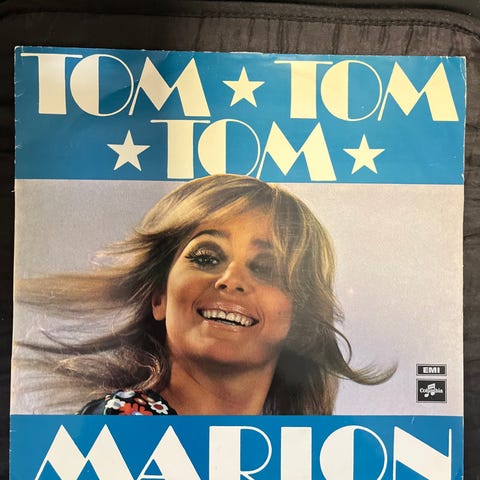 TOM ★ TOM
★ TOM ★
EMI
Columbia
MARION